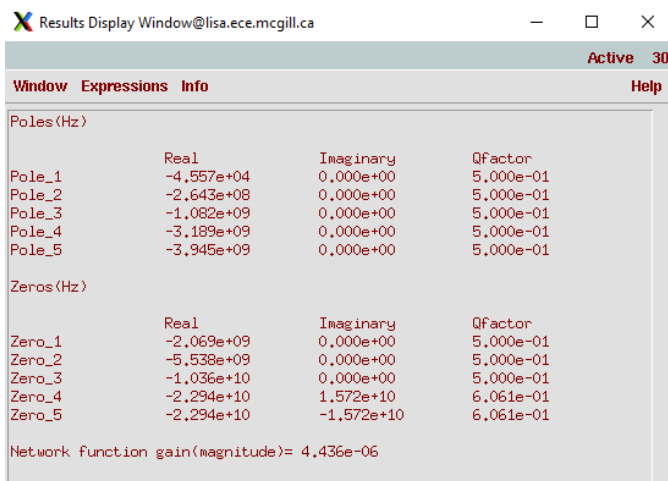 Results Display Window@lisa.ece.mcgill.ca
Active 30
Window Expressions Info Help
Poles(Hz)
Real Imaginary Qfactor
Pole_1 -4.557e+04 0.000e+00 5.000e-01
Pole_2 -2.643e+08 0.000e+00 5.000e-01
Pole_3 -1.082e+09 0.000e+00 5.000e-01
Pole_4 -3.189e+09 0.000e+00 5.000e-01
Pole_5 -3.945e+09 0.000e+00 5.000e-01
Zeros(Hz)
Real Imaginary Qfactor
Zero_1 -2.069e+09 0.000e+00 5.000e-01
Zero_2 -5.538e+09 0.000e+00 5.000e-01
Zero_3 -1.036e+10 0.000e+00 5.000e-01
Zero_4 -2.294e+10 1.572e+10 6.061e-01
Zero_5 -2.294e+10 -1.572e+10 6.061e-01
Network function gain(magnitude)= 4.436e-06